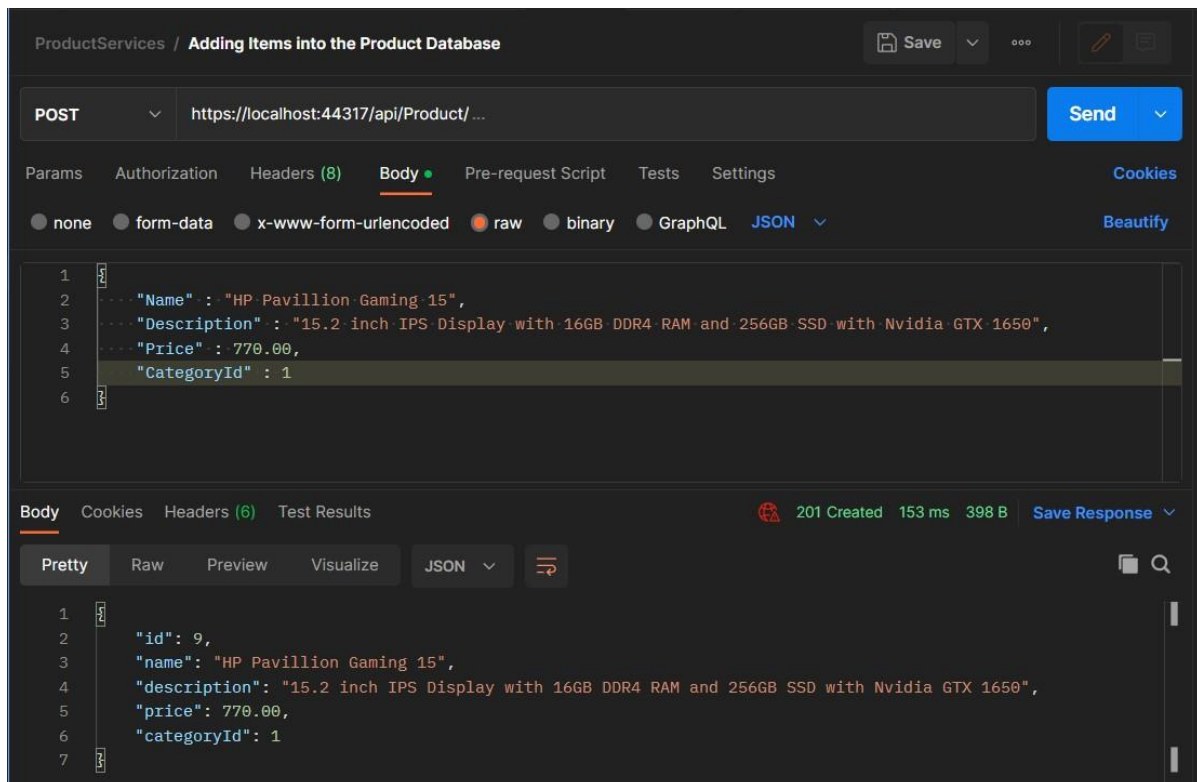 ProductServices / Adding Items into the Product Database Save ooo
POST https://localhost:44317/api/Product/ ... Send
Params Authorization Headers (8) Body Pre-request Script Tests Settings Cookies
none form-data x-www-form-urlencoded raw binary GraphQL JSON Beautify
1 {
2 "Name" : "HP Pavillion Gaming 15",
3 "Description" : "15.2 inch IPS Display with 16GB DDR4 RAM and 256GB SSD with Nvidia GTX 1650",
4 "Price" : 770.00,
5 "CategoryId" : 1
6 }
Body Cookies Headers (6) Test Results 201 Created 153 ms 398 B Save Response
Pretty Raw Preview Visualize JSON
1 {
2 "id": 9,
3 "name": "HP Pavillion Gaming 15",
4 "description": "15.2 inch IPS Display with 16GB DDR4 RAM and 256GB SSD with Nvidia GTX 1650",
5 "price": 770.00,
6 "categoryId": 1
7 }